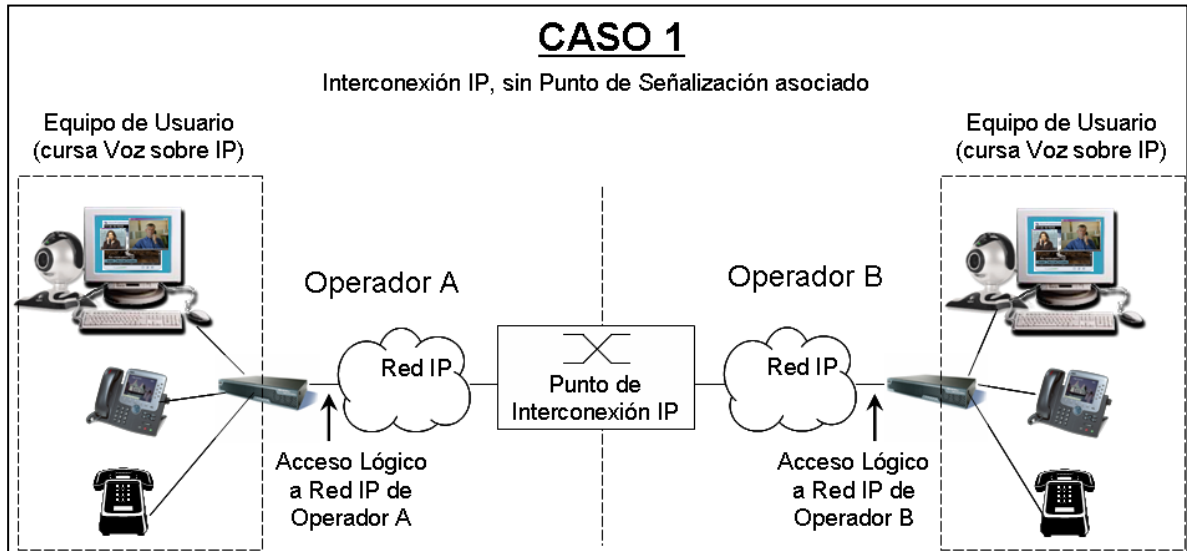 CASO 1
Interconexión IP, sin Punto de Señalización asociado
Equipo de Usuario
(cursa Voz sobre IP)
Equipo de Usuario
(cursa Voz sobre IP)
Operador A
Operador B
Red IP
Punto de
Interconexión IP
Red IP
Acceso Lógico
a Red IP de
Operador A
Acceso Lógico
a Red IP de
Operador B